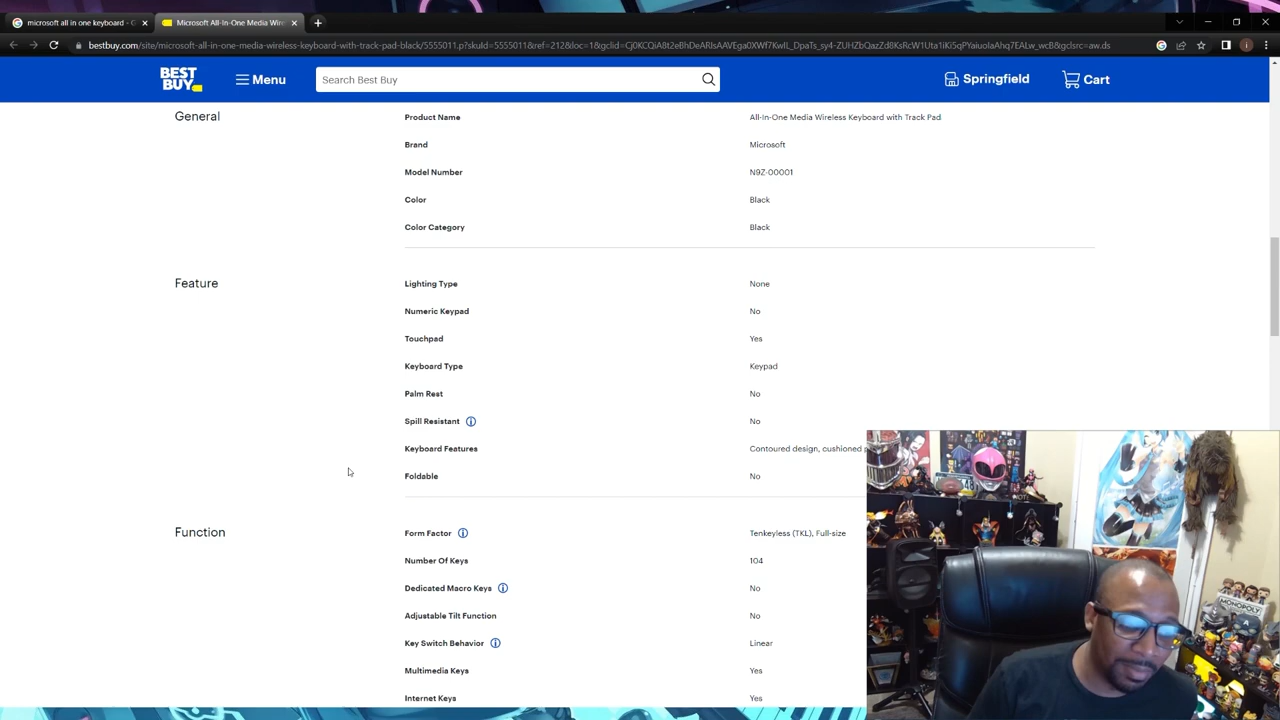 microsoft all in one keyboard - G
Microsoft All-In-One Media Wire
bestbuy.com/site/microsoft-all-in-one-media-wireless-keyboard-with-track-pad-black/5555011.p?skuId=5555011&ref=212&loc=1&gclid=
BEST BUY
Menu
Search Best Buy
Springfield
Cart
General
Product Name All-In-One Media Wireless Keyboard with Track Pad
Brand Microsoft
Model Number N9Z-00001
Color Black
Color Category Black
Feature
Lighting Type None
Numeric Keypad No
Touchpad Yes
Keyboard Type Keypad
Palm Rest No
Spill Resistant No
Keyboard Features Contoured design, cushioned p
Foldable No
Function
Form Factor Tenkeyless (TKL), Full-size
Number Of Keys 104
Dedicated Macro Keys No
Adjustable Tilt Function No
Key Switch Behavior Linear
Multimedia Keys Yes
Internet Keys Yes
MONOPOLY